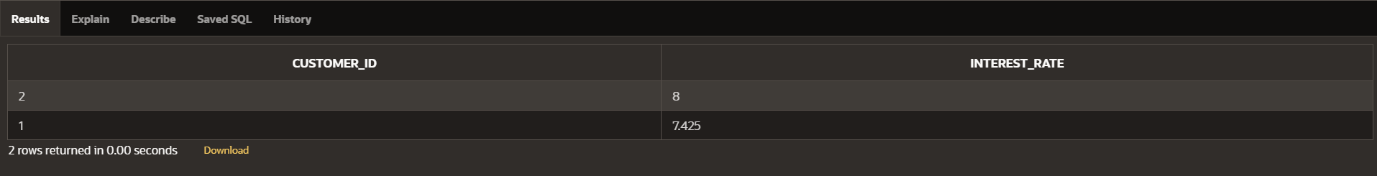 Results Explain Describe Saved SQL History
CUSTOMER_ID INTEREST_RATE
2 8
1 7.425
2 rows returned in 0.00 seconds Download